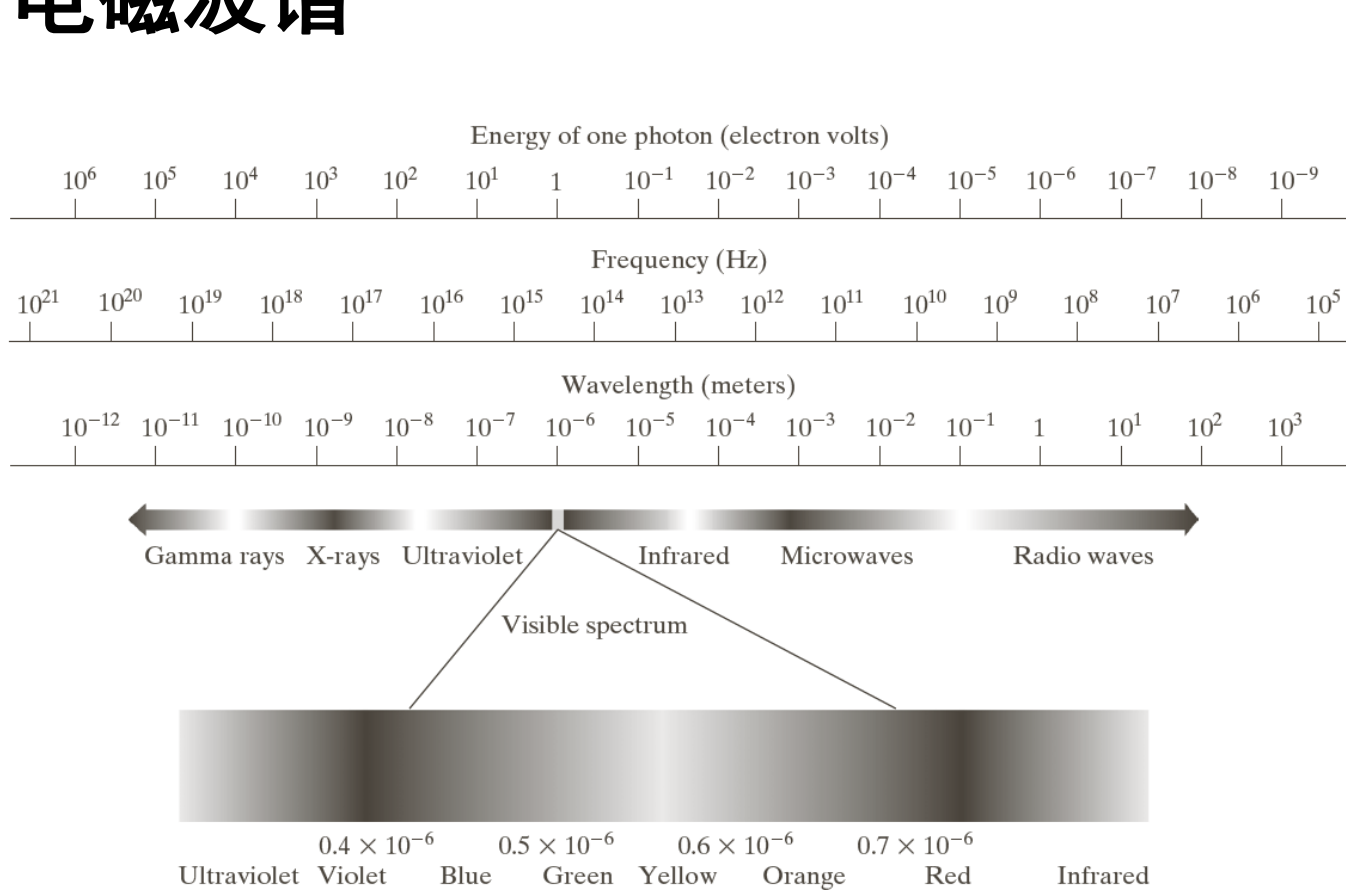 电磁波谱
Energy of one photon (electron volts)
10⁶ 10⁵ 10⁴ 10³ 10² 10¹ 1 10⁻¹ 10⁻² 10⁻³ 10⁻⁴ 10⁻⁵ 10⁻⁶ 10⁻⁷ 10⁻⁸ 10⁻⁹
Frequency (Hz)
10²¹ 10²⁰ 10¹⁹ 10¹⁸ 10¹⁷ 10¹⁶ 10¹⁵ 10¹⁴ 10¹³ 10¹² 10¹¹ 10¹⁰ 10⁹ 10⁸ 10⁷ 10⁶ 10⁵
Wavelength (meters)
10⁻¹² 10⁻¹¹ 10⁻¹⁰ 10⁻⁹ 10⁻⁸ 10⁻⁷ 10⁻⁶ 10⁻⁵ 10⁻⁴ 10⁻³ 10⁻² 10⁻¹ 1 10¹ 10² 10³
Gamma rays X-rays Ultraviolet Infrared Microwaves Radio waves
Visible spectrum
0.4 × 10⁻⁶ 0.5 × 10⁻⁶ 0.6 × 10⁻⁶ 0.7 × 10⁻⁶
Ultraviolet Violet Blue Green Yellow Orange Red Infrared